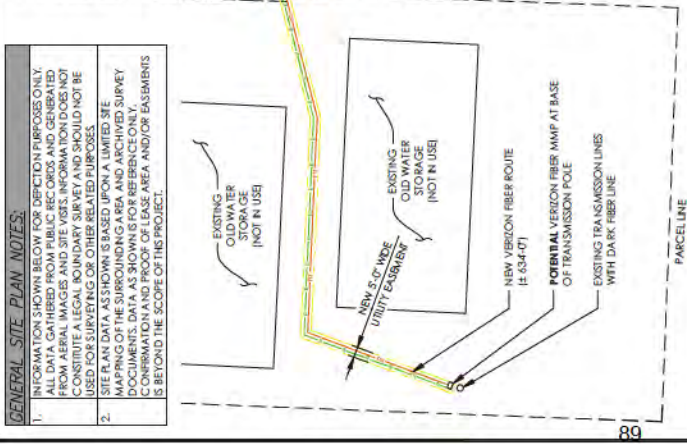 GENERAL SITE PLAN NOTES:
1. INFORMATION SHOWN BELOW FOR DEPICTION PURPOSES ONLY.
ALL DATA GATHERED FROM PUBLIC RECORDS AND GENERATED
FROM AERIAL IMAGES AND SITE VISITS. INFORMATION DOES NOT
CONSTITUTE A LEGAL BOUNDARY SURVEY AND SHOULD NOT BE
USED FOR SURVEYING OR OTHER RELATED PURPOSES.
2. SITE PLAN DATA AS SHOWN IS BASED UPON A LIMITED SITE
MAPPING OF THE SURROUNDING AREA AND ARCHIVED SURVEY
DOCUMENTS. DATA AS SHOWN IS FOR REFERENCE ONLY.
CONFIRMATION AND PROOF OF LEASE AREA AND/OR EASEMENTS
IS BEYOND THE SCOPE OF THIS PROJECT.
EXISTING
OLD WATER
STORAGE
(NOT IN USE)
EXISTING
OLD WATER
STORAGE
(NOT IN USE)
NEW 5'-0" WIDE
UTILITY EASEMENT
NEW VERIZON FIBER ROUTE
(± 634'-0")
POTENTIAL VERIZON FIBER MMP AT BASE
OF TRANSMISSION POLE
EXISTING TRANSMISSION LINES
WITH DARK FIBER LINE
PARCEL LINE
89